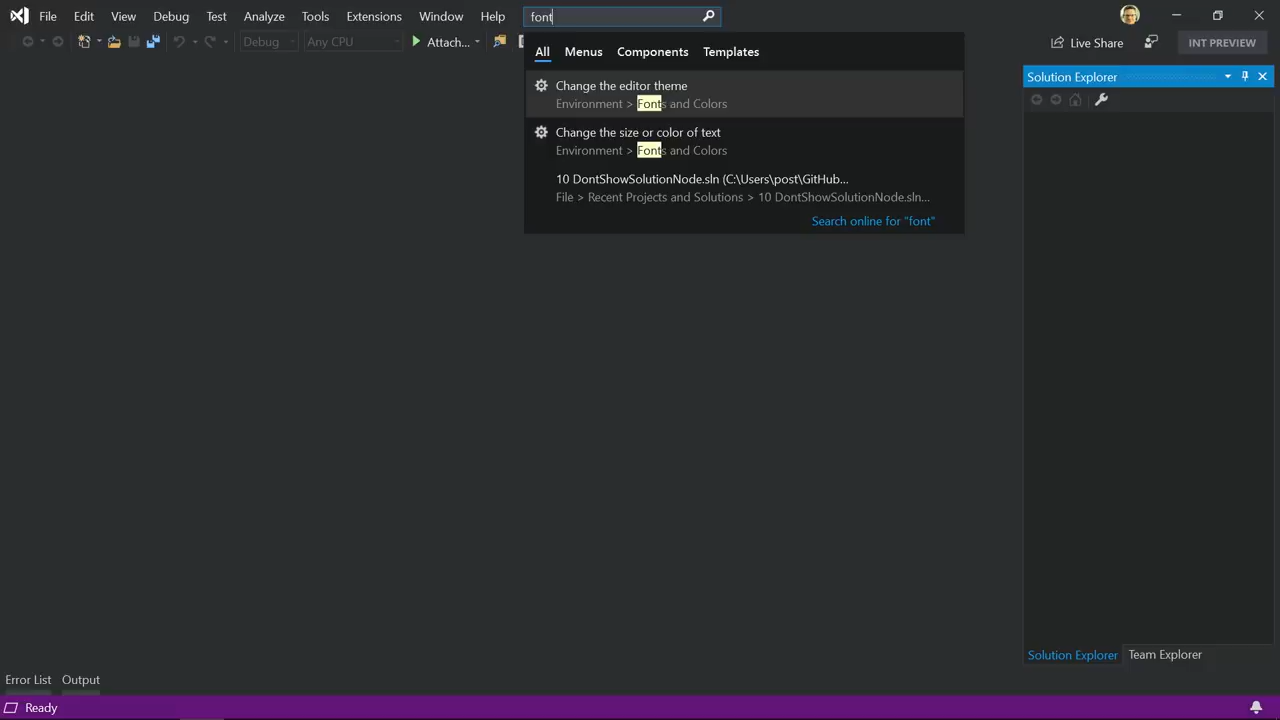 File Edit View Debug Test Analyze Tools Extensions Window Help font
Debug Any CPU Attach... Live Share INT PREVIEW
All Menus Components Templates
Solution Explorer
Change the editor theme
Environment > Fonts and Colors
Change the size or color of text
Environment > Fonts and Colors
10 DontShowSolutionNode.sln (C:\Users\post\GitHub...
File > Recent Projects and Solutions > 10 DontShowSolutionNode.sln...
Search online for "font"
Solution Explorer Team Explorer
Error List Output
Ready